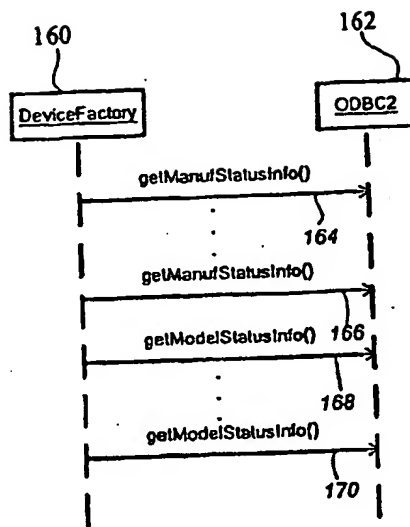 160
162
DeviceFactory
ODBC2
getManufStatusInfo()
164
getManufStatusInfo()
166
getModelStatusInfo()
168
getModelStatusInfo()
170